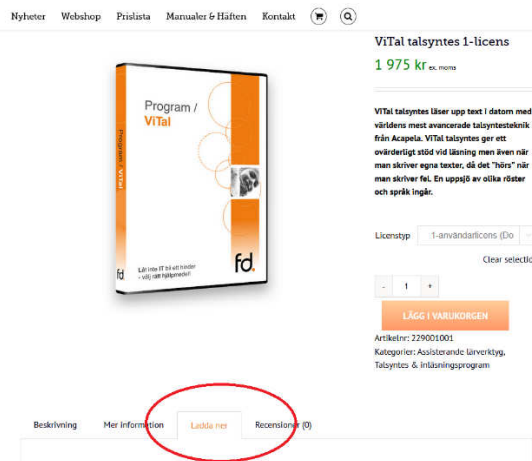 Nyheter Webshop Prislista Manualer & Häften Kontakt
ViTal talsyntes 1-licens
1 975 kr ex. moms
Program /
ViTal
Program / ViTal
Låt inte IT bli ett hinder
- välj rätt hjälpmedel!
fd.
fd.
ViTal talsyntes läser upp text i datorn med
världens mest avancerade talsyntesteknik
från Acapela. ViTal talsyntes ger ett
ovärderligt stöd vid läsning men även när
man skriver egna texter, då det "hörs" när
man skriver fel. En uppsjö av olika röster
och språk ingår.
Licenstyp 1-användarlicens (Do
Clear selectio
- 1 +
LÄGG I VARUKORGEN
Artikelnr: 229001001
Kategorier: Assisterande lärverktyg,
Talsyntes & inläsningsprogram
Beskrivning Mer information Ladda ner Recensioner (0)